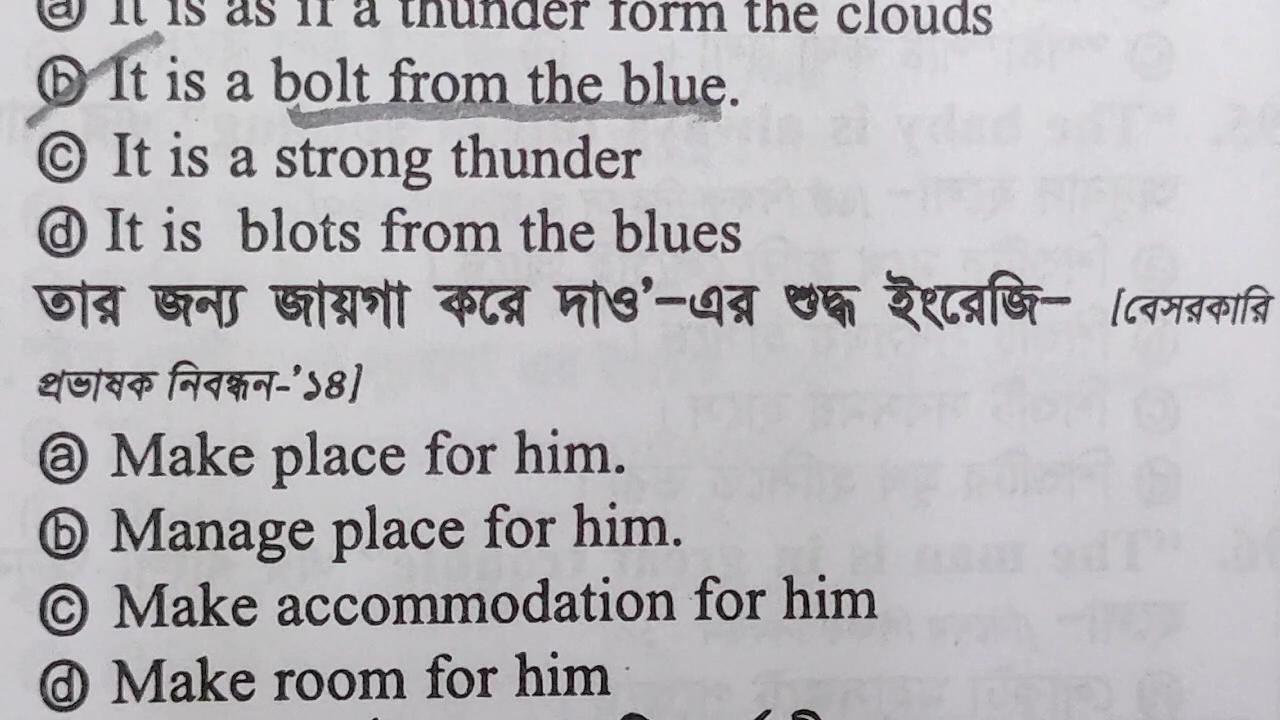 ⓐ It is as if a thunder form the clouds
ⓑ It is a bolt from the blue.
ⓒ It is a strong thunder
ⓓ It is blots from the blues
তার জন্য জায়গা করে দাও’–এর শুদ্ধ ইংরেজি– [বেসরকারি
প্রভাষক নিবন্ধন-’১৪]
ⓐ Make place for him.
ⓑ Manage place for him.
ⓒ Make accommodation for him
ⓓ Make room for him